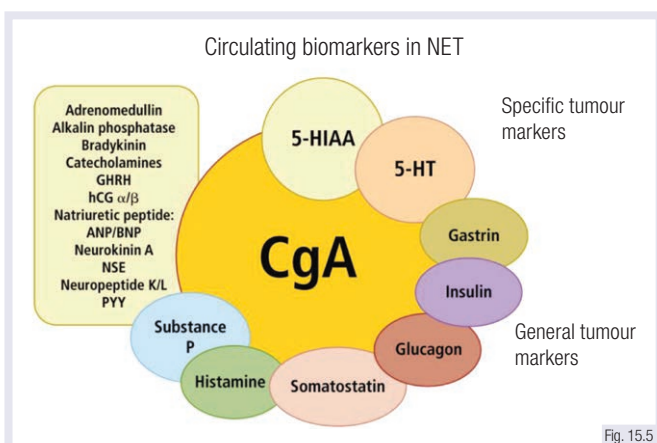 Circulating biomarkers in NET
Adrenomedullin
Alkalin phosphatase
Bradykinin
Catecholamines
GHRH
hCG α/β
Natriuretic peptide:
ANP/BNP
Neurokinin A
NSE
Neuropeptide K/L
PYY
5-HIAA
5-HT
Specific tumour
markers
CgA
Gastrin
Insulin
Glucagon
General tumour
markers
Somatostatin
Histamine
Substance
P
Fig. 15.5